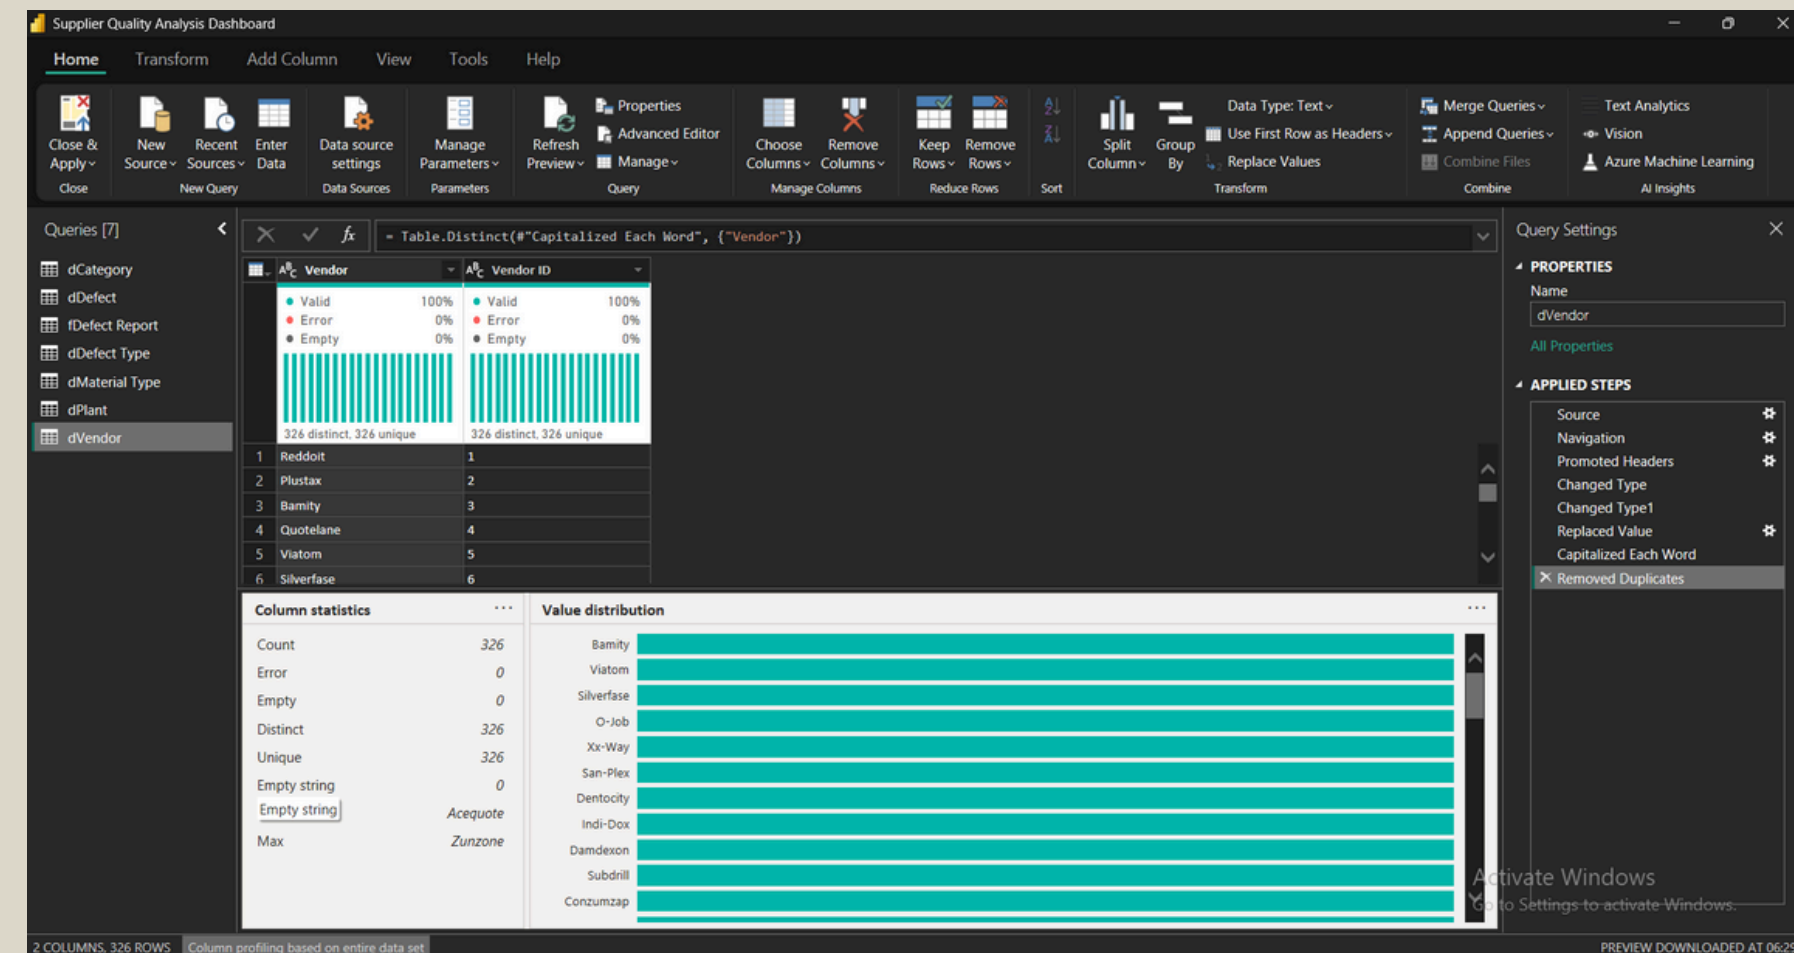 Supplier Quality Analysis Dashboard
Home Transform Add Column View Tools Help
Close & Apply
Close
New Source
Recent Sources
Enter Data
New Query
Data source settings
Data Sources
Manage Parameters
Parameters
Refresh Preview
Properties
Advanced Editor
Manage
Query
Choose Columns
Remove Columns
Manage Columns
Keep Rows
Remove Rows
Reduce Rows
Sort
Split Column
Group By
Data Type: Text
Use First Row as Headers
Replace Values
Transform
Merge Queries
Append Queries
Combine Files
Combine
Text Analytics
Vision
Azure Machine Learning
AI Insights
Queries [7]
dCategory
dDefect
fDefect Report
dDefect Type
dMaterial Type
dPlant
dVendor
fx = Table.Distinct(#"Capitalized Each Word", {"Vendor"})
ABC Vendor ABC Vendor ID
Valid 100% Valid 100%
Error 0% Error 0%
Empty 0% Empty 0%
326 distinct, 326 unique 326 distinct, 326 unique
1 Reddoit 1
2 Plustax 2
3 Bamity 3
4 Quotelane 4
5 Viatom 5
6 Silverfase 6
Column statistics
Count 326
Error 0
Empty 0
Distinct 326
Unique 326
Empty string 0
Empty string Acequote
Max Zunzone
Value distribution
Bamity
Viatom
Silverfase
O-Job
Xx-Way
San-Plex
Dentocity
Indi-Dox
Damdexon
Subdrill
Conzumzap
Query Settings
PROPERTIES
Name
dVendor
All Properties
APPLIED STEPS
Source
Navigation
Promoted Headers
Changed Type
Changed Type1
Replaced Value
Capitalized Each Word
Removed Duplicates
Activate Windows
Go to Settings to activate Windows.
2 COLUMNS, 326 ROWS Column profiling based on entire data set
PREVIEW DOWNLOADED AT 06:29